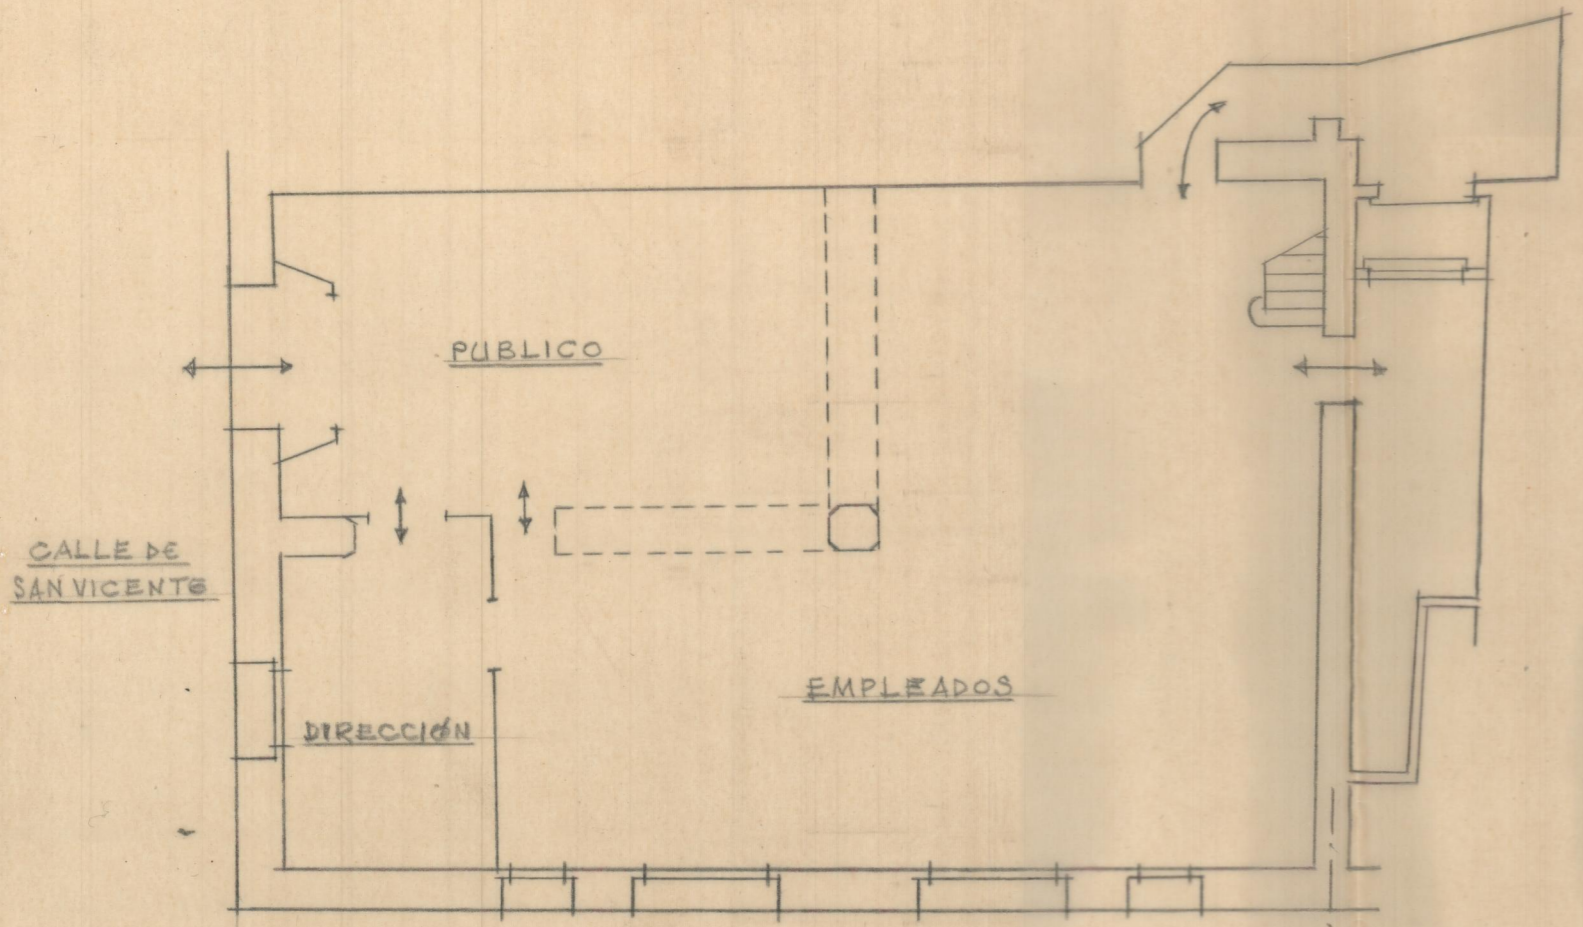 PUBLICO
CALLE DE
SAN VICENTE
EMPLEADOS
DIRECCIÓN